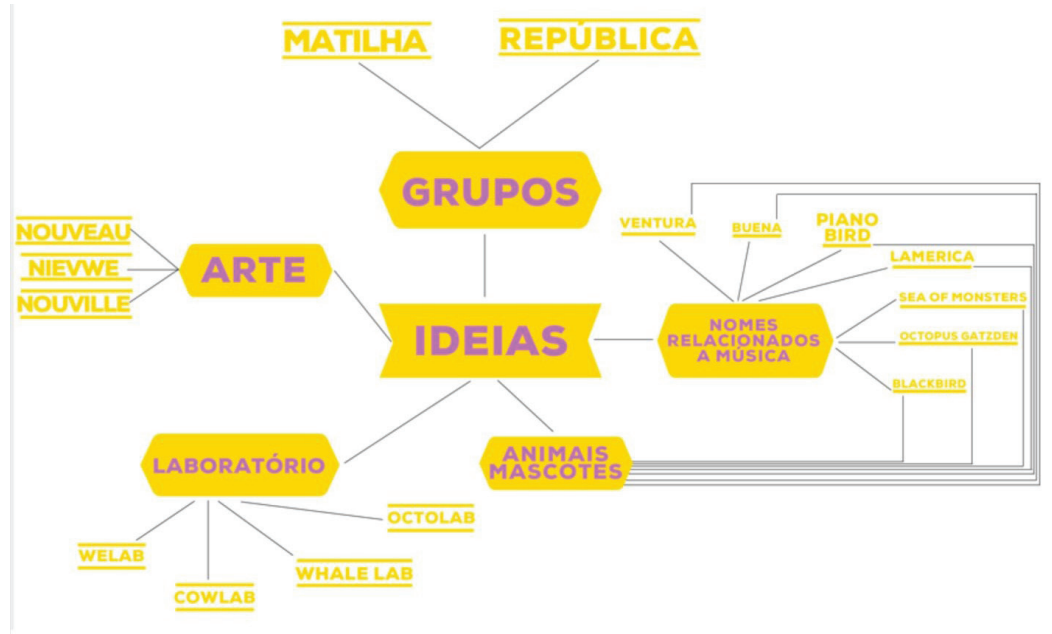 MATILHA
REPÚBLICA
GRUPOS
VENTURA
BUENA
PIANO
BIRD
NOUVEAU
NIEVWE
NOUVILLE
ARTE
LAMERICA
SEA OF MONSTERS
OCTOPUS GATZDEN
BLACKBIRD
IDEIAS
NOMES
RELACIONADOS
A MÚSICA
LABORATÓRIO
ANIMAIS
MASCOTES
OCTOLAB
WELAB
WHALE LAB
COWLAB